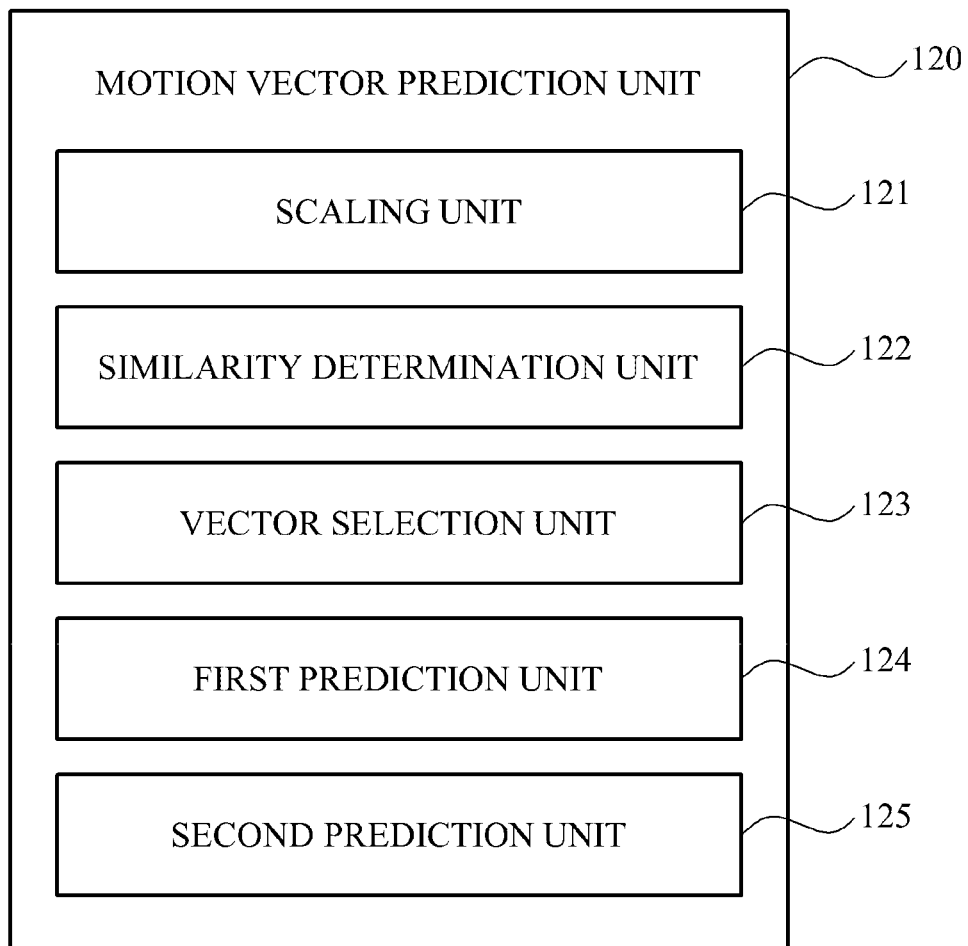 MOTION VECTOR PREDICTION UNIT
120
SCALING UNIT
121
SIMILARITY DETERMINATION UNIT
122
VECTOR SELECTION UNIT
123
FIRST PREDICTION UNIT
124
SECOND PREDICTION UNIT
125